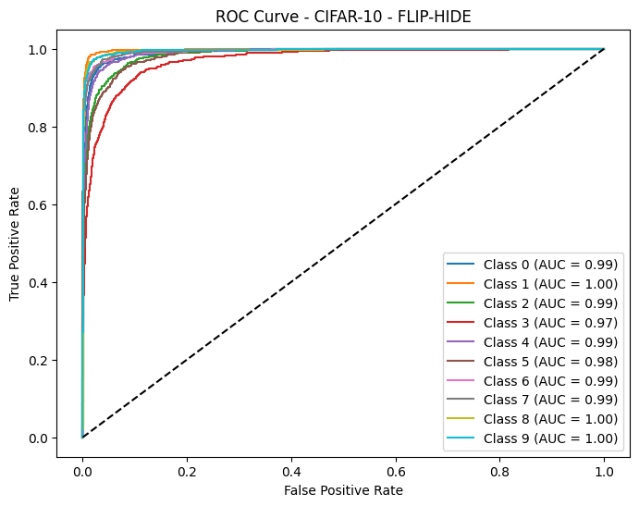 ROC Curve - CIFAR-10 - FLIP-HIDE
True Positive Rate
1.0
0.8
0.6
0.4
0.2
0.0
Class 0 (AUC = 0.99)
Class 1 (AUC = 1.00)
Class 2 (AUC = 0.99)
Class 3 (AUC = 0.97)
Class 4 (AUC = 0.99)
Class 5 (AUC = 0.98)
Class 6 (AUC = 0.99)
Class 7 (AUC = 0.99)
Class 8 (AUC = 1.00)
Class 9 (AUC = 1.00)
0.0 0.2 0.4 0.6 0.8 1.0
False Positive Rate